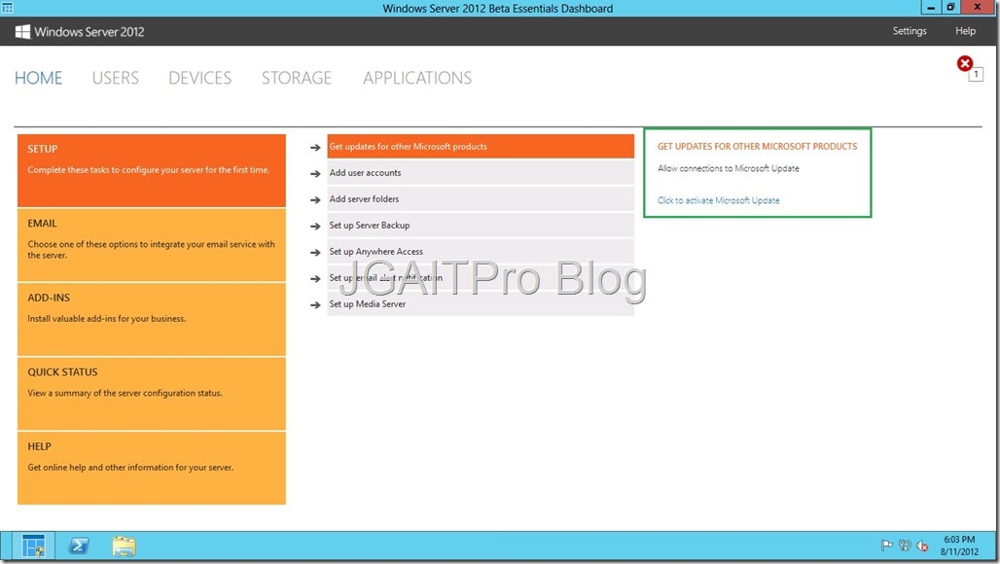 Windows Server 2012 Beta Essentials Dashboard
Windows Server 2012
Settings
Help
1
HOME
USERS
DEVICES
STORAGE
APPLICATIONS
SETUP
Complete these tasks to configure your server for the first time.
EMAIL
Choose one of these options to integrate your email service with
the server.
ADD-INS
Install valuable add-ins for your business.
QUICK STATUS
View a summary of the server configuration status.
HELP
Get online help and other information for your server.
Get updates for other Microsoft products
Add user accounts
Add server folders
Set up Server Backup
Set up Anywhere Access
Set up email alert notification
Set up Media Server
JGAITPro Blog
GET UPDATES FOR OTHER MICROSOFT PRODUCTS
Allow connections to Microsoft Update
Click to activate Microsoft Update
6:03 PM
8/11/2012